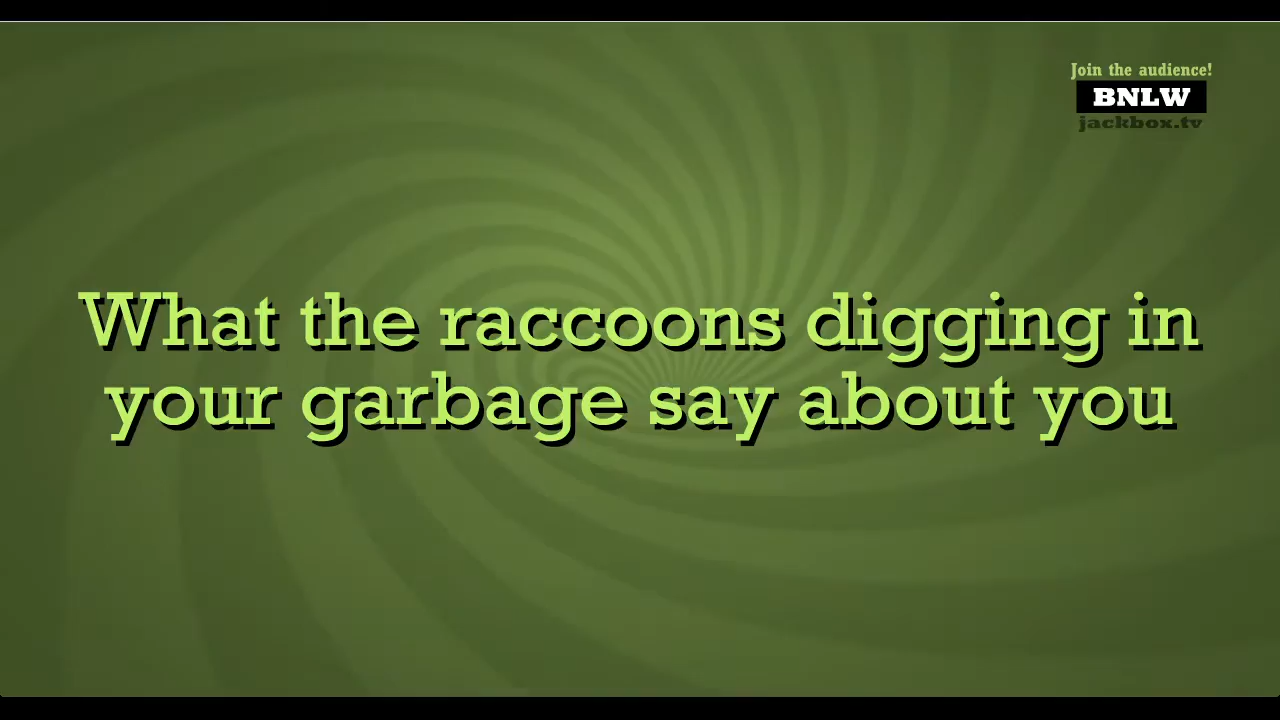 Join the audience!
BNLW
jackbox.tv
What the raccoons digging in
your garbage say about you